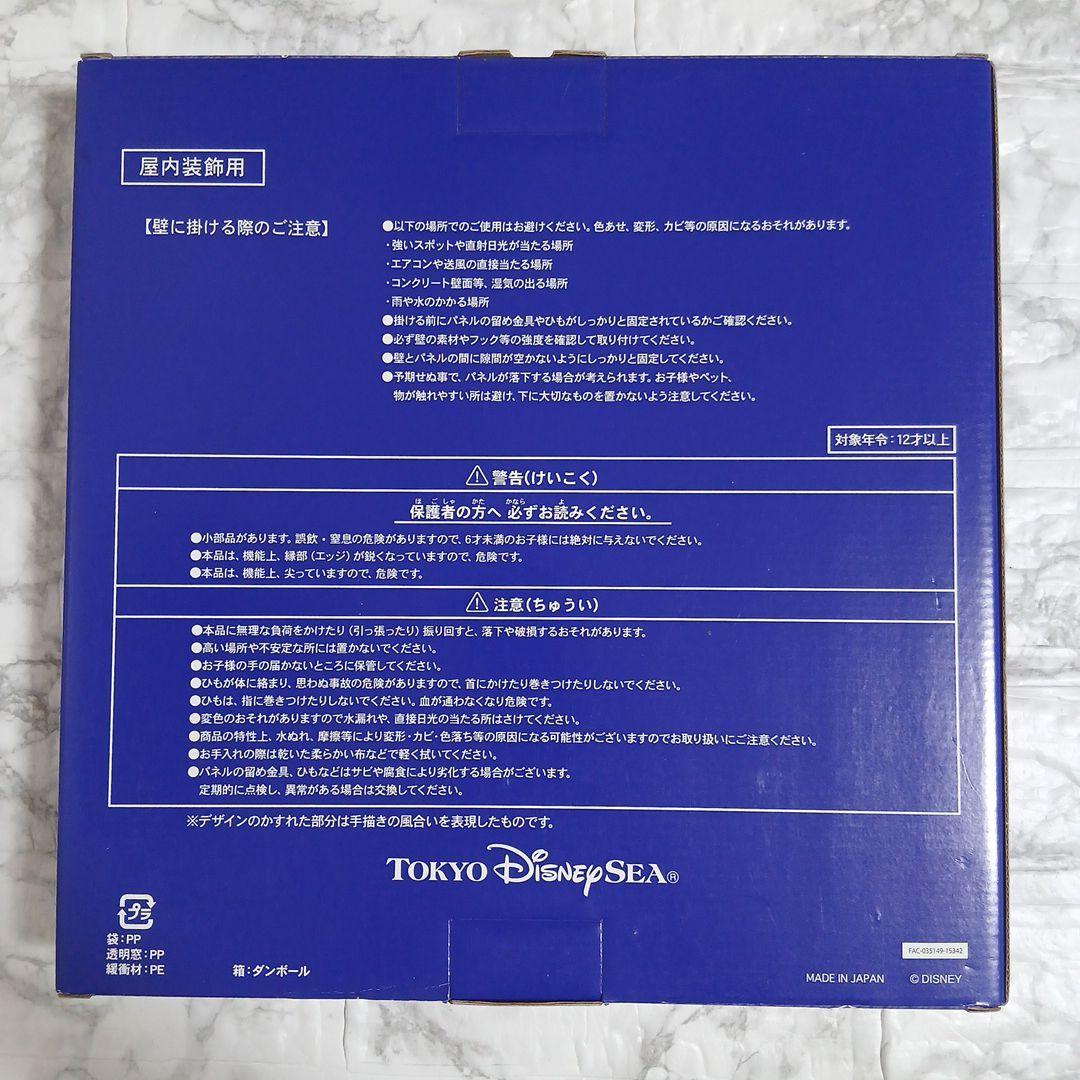 屋内装飾用
【壁に掛ける際のご注意】
●以下の場所でのご使用はお避けください。色あせ、変形、カビ等の原因になるおそれがあります。
・強いスポットや直射日光が当たる場所
・エアコンや送風の直接当たる場所
・コンクリート壁面等、湿気の出る場所
・雨や水のかかる場所
●掛ける前にパネルの留め金具やひもがしっかりと固定されているかご確認ください。
●必ず壁の素材やフック等の強度を確認して取り付けてください。
●壁とパネルの間に隙間が空かないようにしっかりと固定してください。
●予期せぬ事で、パネルが落下する場合が考えられます。お子様やペット、
物が触れやすい所は避け、下に大切なものを置かないよう注意してください。
対象年令：12才以上
⚠警告(けいこく)
ほごしゃ かた かなら よ
保護者の方へ 必ずお読みください。
●小部品があります。誤飲・窒息の危険がありますので、6才未満のお子様には絶対に与えないでください。
●本品は、機能上、縁部（エッジ）が鋭くなっていますので、危険です。
●本品は、機能上、尖っていますので、危険です。
⚠注意(ちゅうい)
●本品に無理な負荷をかけたり（引っ張ったり）振り回すと、落下や破損するおそれがあります。
●高い場所や不安定な所には置かないでください。
●お子様の手の届かないところに保管してください。
●ひもが体に絡まり、思わぬ事故の危険がありますので、首にかけたり巻きつけたりしないでください。
●ひもは、指に巻きつけたりしないでください。血が通わなくなり危険です。
●変色のおそれがありますので水漏れや、直接日光の当たる所はさけてください。
●商品の特性上、水ぬれ、摩擦等により変形・カビ・色落ち等の原因になる可能性がございますのでお取り扱いにご注意ください。
●お手入れの際は乾いた柔らかい布などで軽く拭いてください。
●パネルの留め金具、ひもなどはサビや腐食により劣化する場合がございます。
定期的に点検し、異常がある場合は交換してください。
※デザインのかすれた部分は手描きの風合いを表現したものです。
TOKYO DISNEY SEA®
プラ
袋：PP
透明窓：PP
緩衝材：PE
箱：ダンボール
FAC-035149-15342
MADE IN JAPAN
© DISNEY